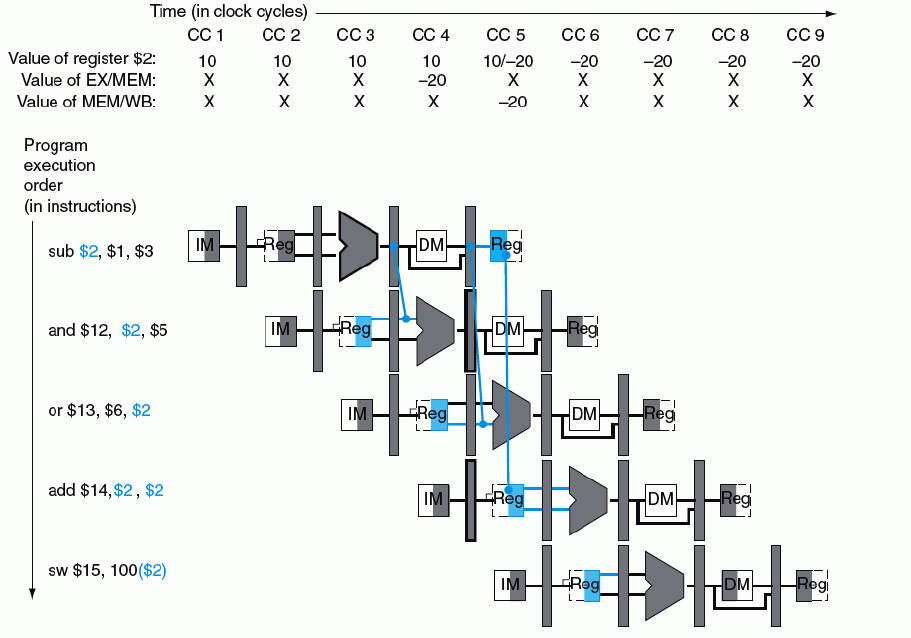 Time (in clock cycles)
CC 1 CC 2 CC 3 CC 4 CC 5 CC 6 CC 7 CC 8 CC 9
Value of register $2: 10 10 10 10 10/–20 –20 –20 –20 –20
Value of EX/MEM: X X X –20 X X X X X
Value of MEM/WB: X X X X –20 X X X X
Program
execution
order
(in instructions)
sub $2, $1, $3 IM Reg DM Reg
and $12, $2, $5 IM Reg DM Reg
or $13, $6, $2 IM Reg DM Reg
add $14,$2 , $2 IM Reg DM Reg
sw $15, 100($2) IM Reg DM Reg